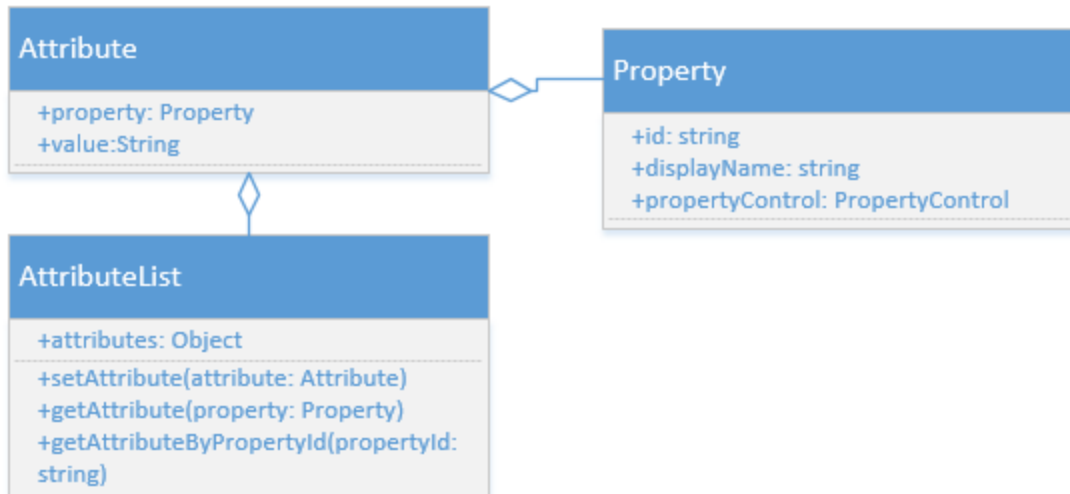 Attribute
+property: Property
+value:String
Property
+id: string
+displayName: string
+propertyControl: PropertyControl
AttributeList
+attributes: Object
+setAttribute(attribute: Attribute)
+getAttribute(property: Property)
+getAttributeByPropertyId(propertyId:
string)